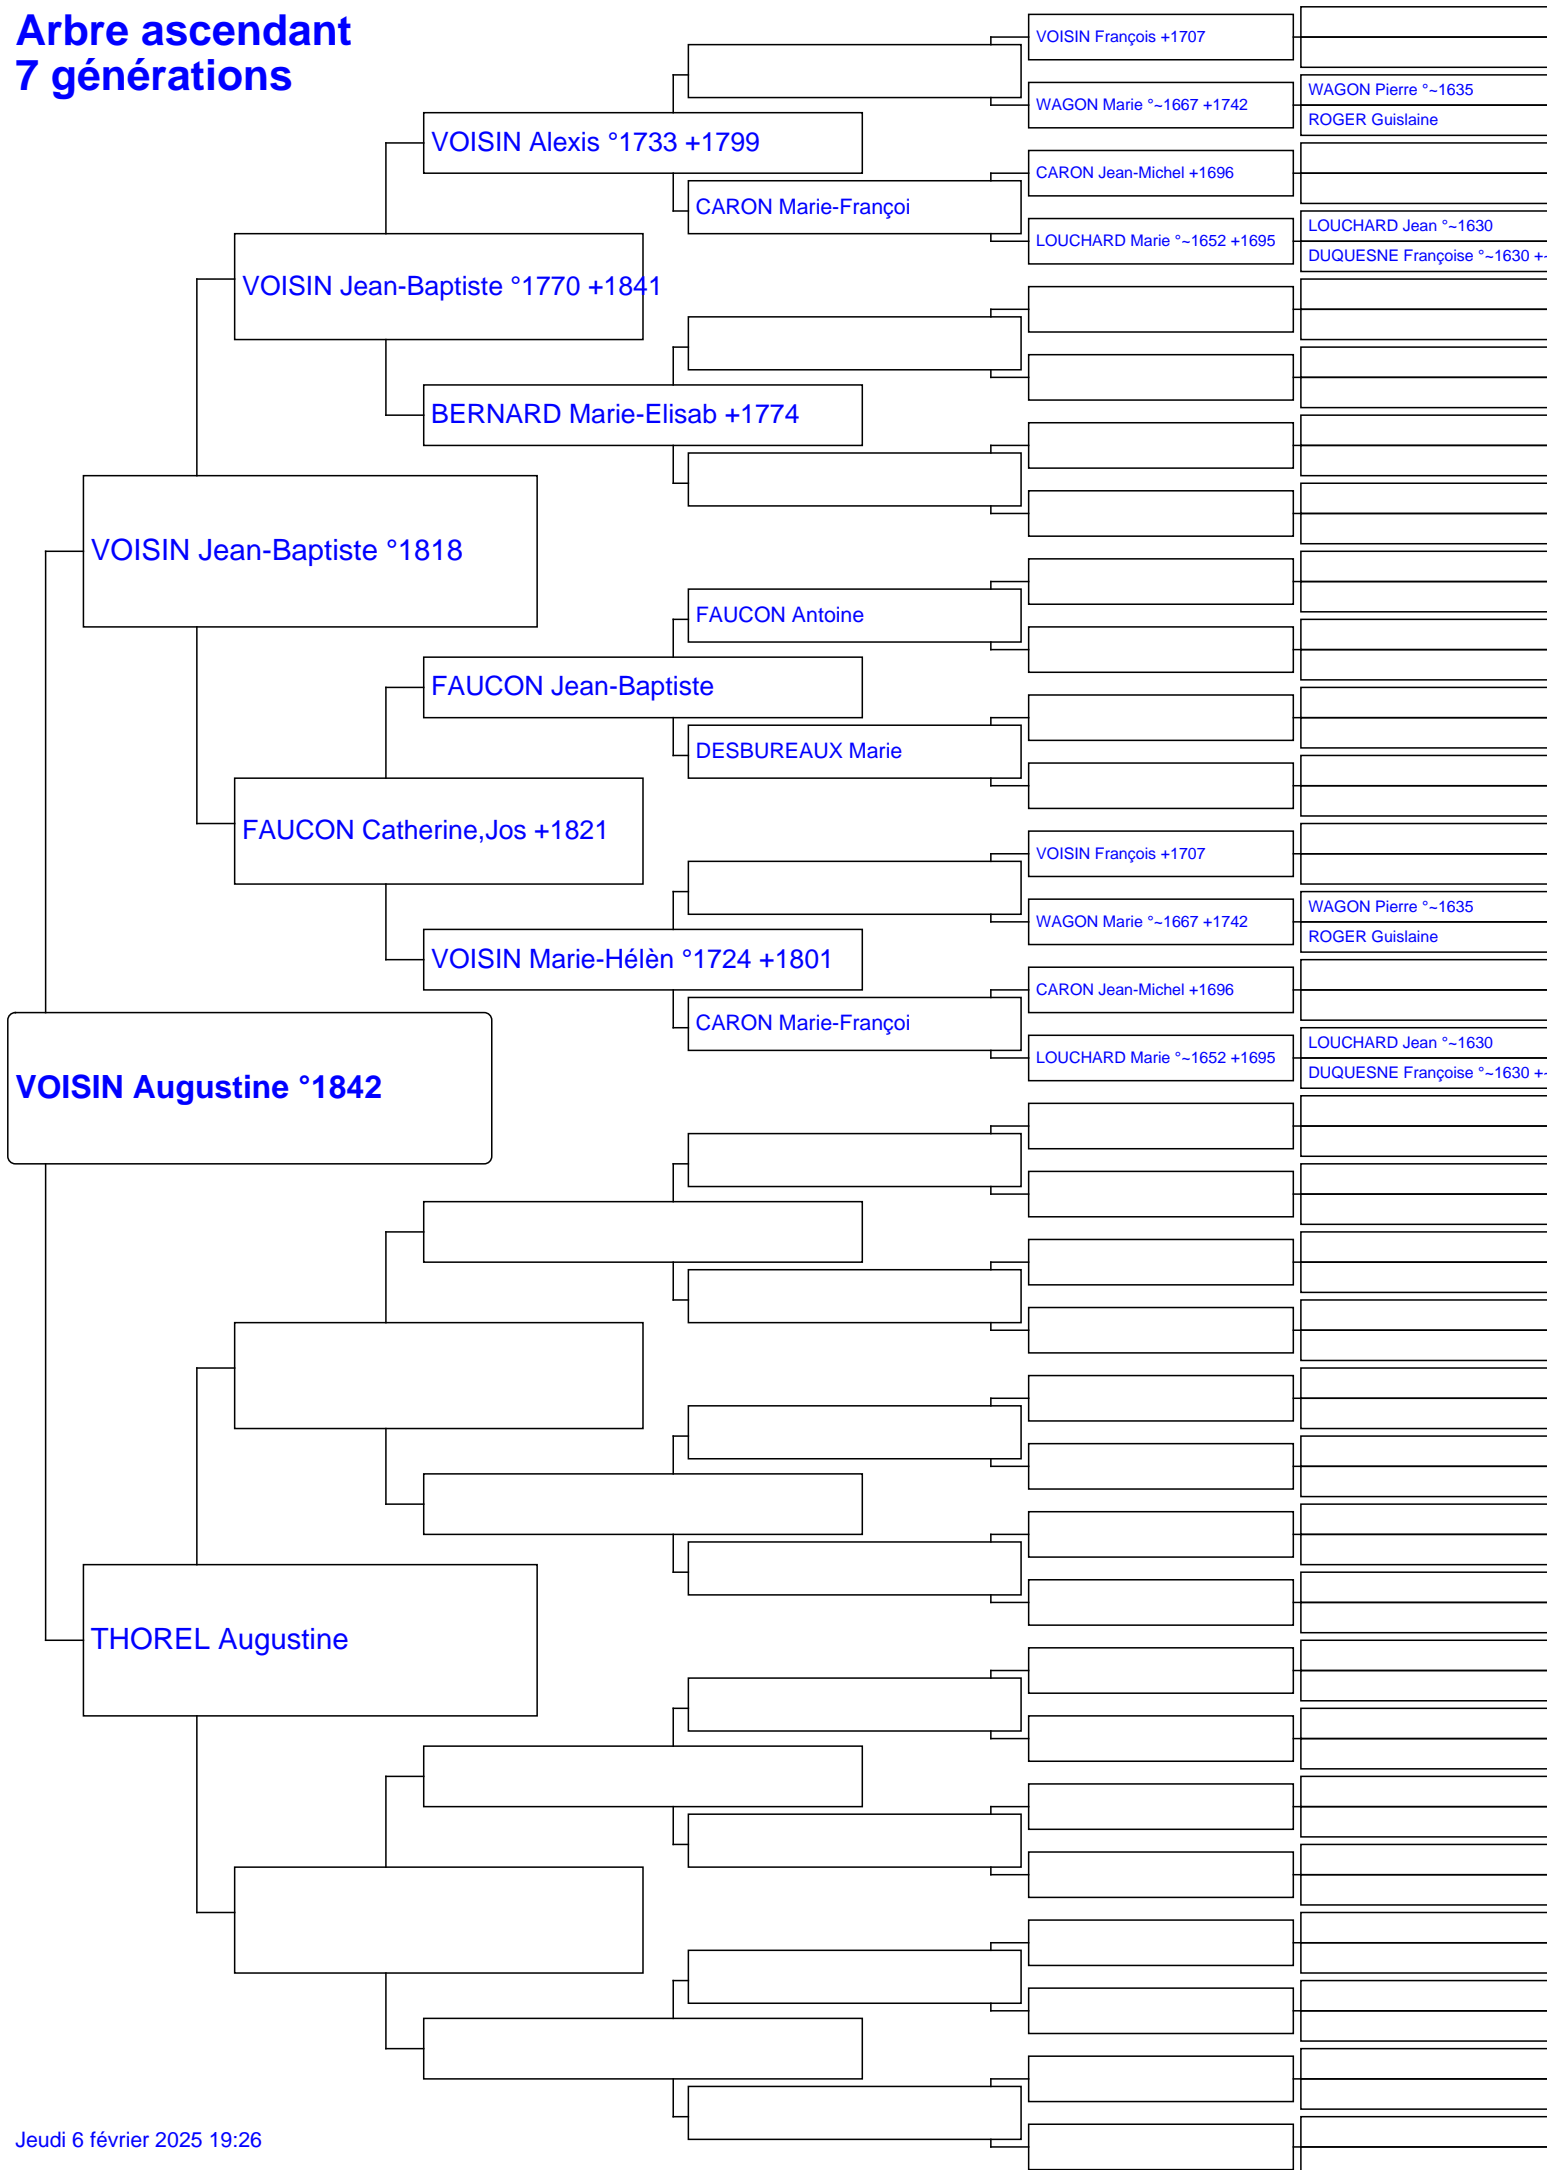 Arbre ascendant
7 générations
VOISIN François +1707
WAGON Pierre °~1635
WAGON Marie °~1667 +1742
ROGER Guislaine
VOISIN Alexis °1733 +1799
CARON Jean-Michel +1696
CARON Marie-Françoi
LOUCHARD Jean °~1630
LOUCHARD Marie °~1652 +1695
DUQUESNE Françoise °~1630 +~
VOISIN Jean-Baptiste °1770 +1841
BERNARD Marie-Elisab +1774
VOISIN Jean-Baptiste °1818
FAUCON Antoine
FAUCON Jean-Baptiste
DESBUREAUX Marie
FAUCON Catherine,Jos +1821
VOISIN François +1707
WAGON Pierre °~1635
WAGON Marie °~1667 +1742
ROGER Guislaine
VOISIN Marie-Hélèn °1724 +1801
CARON Jean-Michel +1696
CARON Marie-Françoi
LOUCHARD Jean °~1630
LOUCHARD Marie °~1652 +1695
DUQUESNE Françoise °~1630 +~
VOISIN Augustine °1842
THOREL Augustine
Jeudi 6 février 2025 19:26